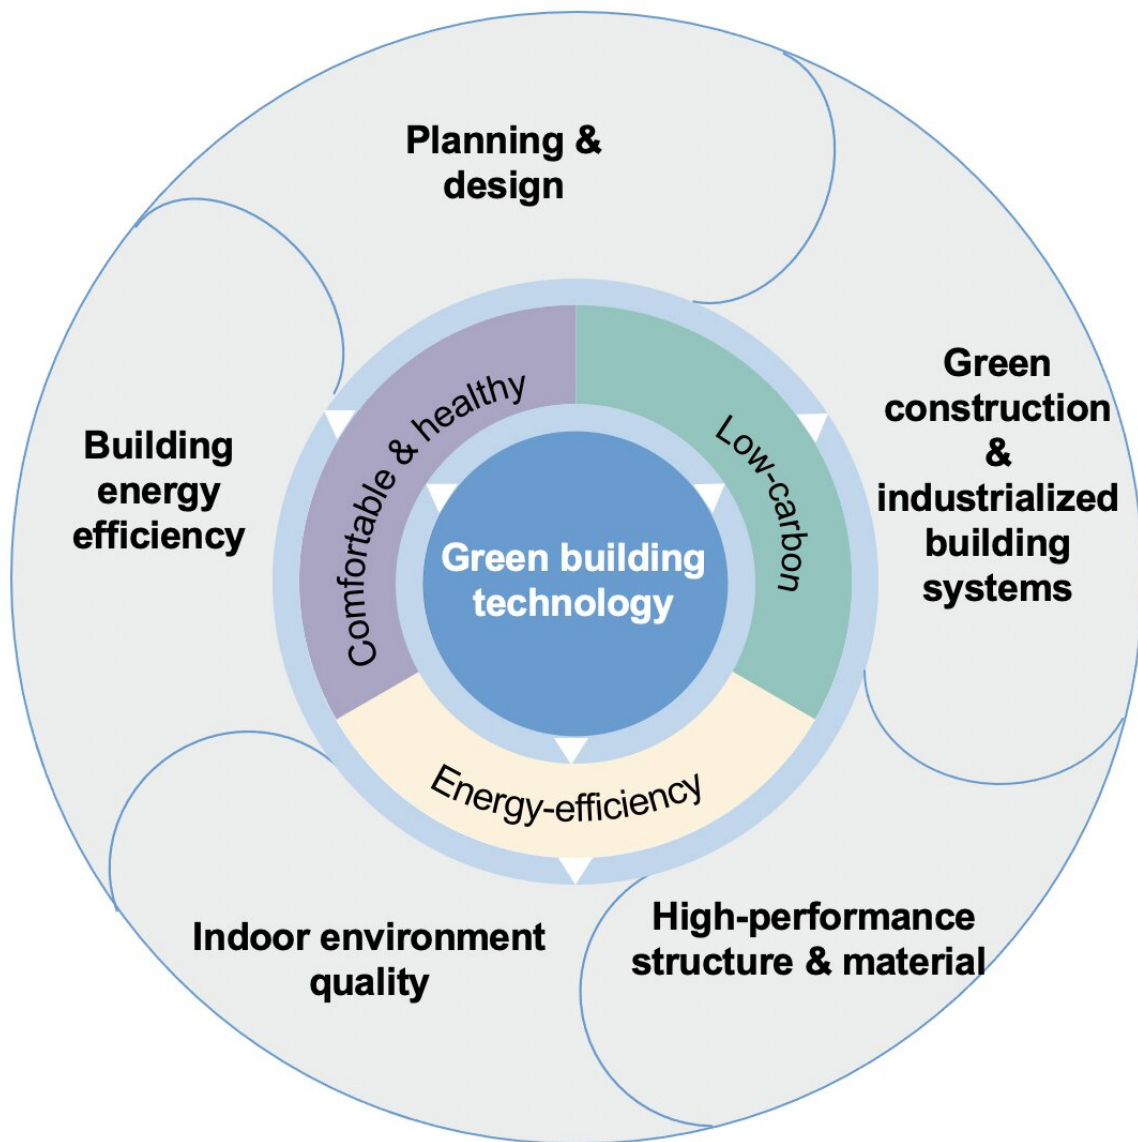 Planning &
design
Green
construction
&
industrialized
building
systems
High-performance
structure & material
Indoor environment
quality
Building
energy
efficiency
Comfortable & healthy
Low-carbon
Energy-efficiency
Green building
technology